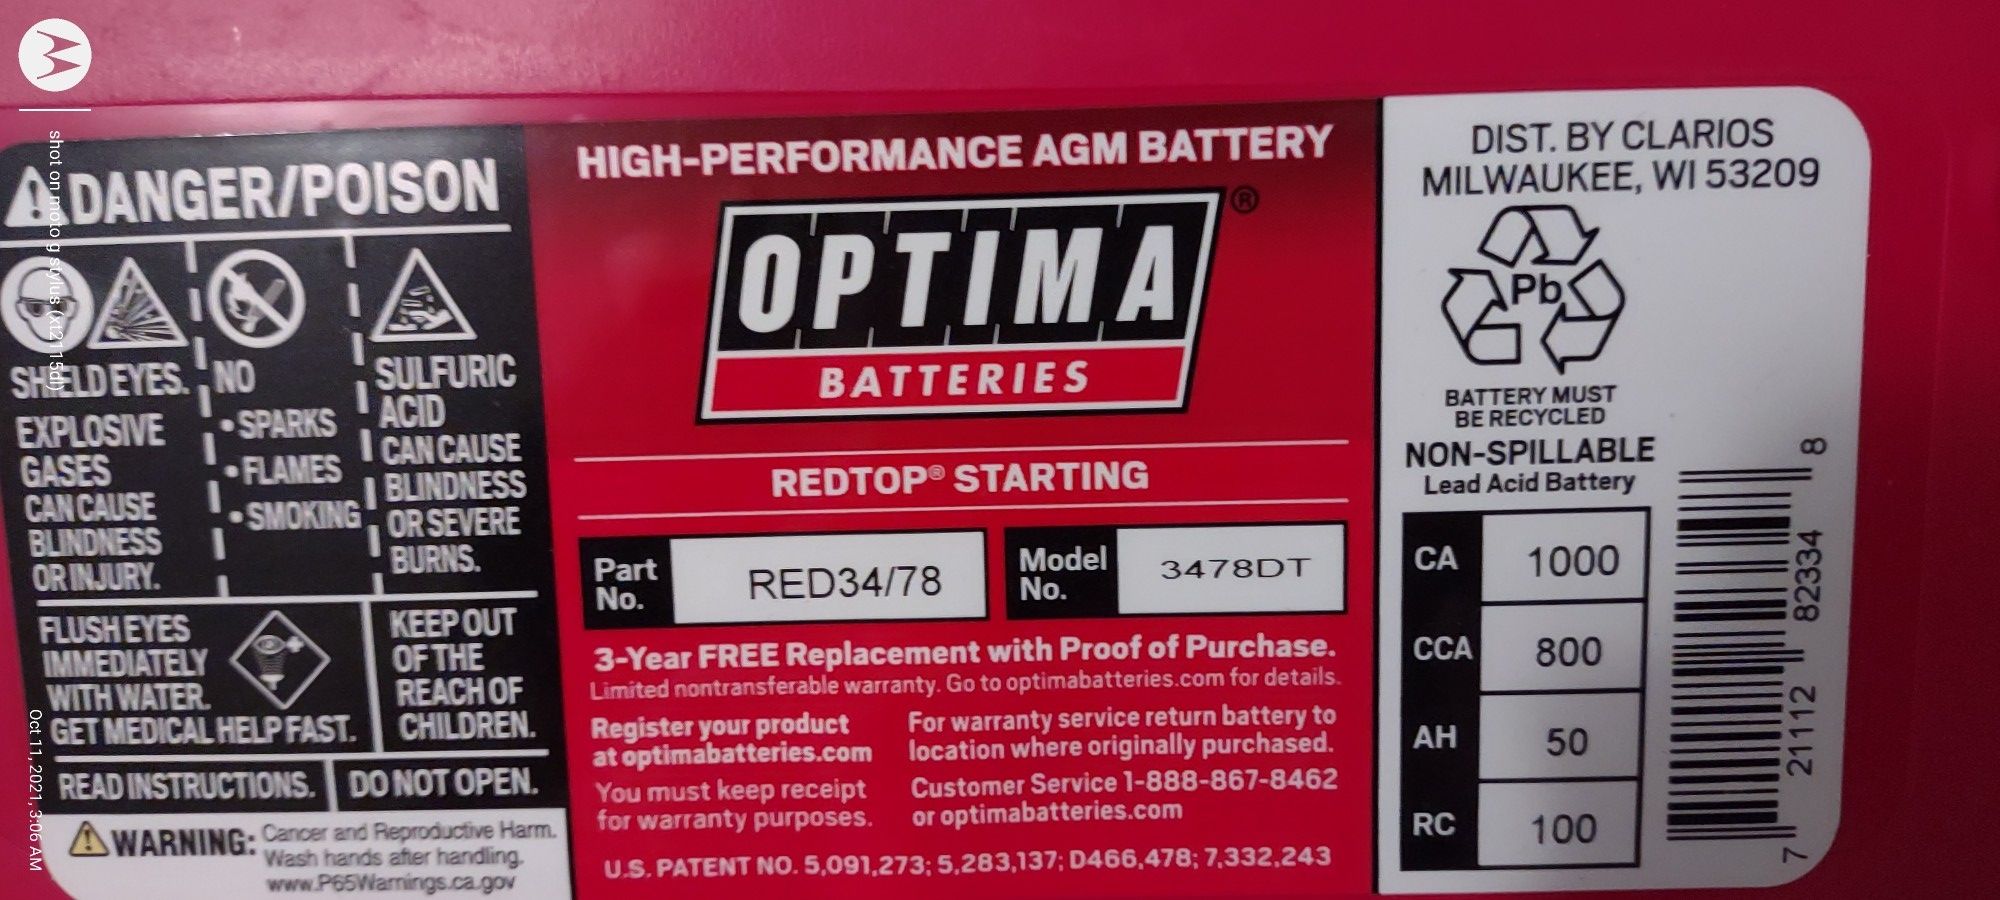 shot on moto g stylus (xt2115dl)
Oct 11, 2021, 3:06 AM
DANGER/POISON
SHIELD EYES.
EXPLOSIVE
GASES
CAN CAUSE
BLINDNESS
OR INJURY.
NO
• SPARKS
• FLAMES
• SMOKING
SULFURIC
ACID
CAN CAUSE
BLINDNESS
OR SEVERE
BURNS.
FLUSH EYES
IMMEDIATELY
WITH WATER.
GET MEDICAL HELP FAST.
KEEP OUT
OF THE
REACH OF
CHILDREN.
READ INSTRUCTIONS.
DO NOT OPEN.
WARNING: Cancer and Reproductive Harm.
Wash hands after handling.
www.P65Warnings.ca.gov
HIGH-PERFORMANCE AGM BATTERY
OPTIMA®
BATTERIES
REDTOP® STARTING
Part No. RED34/78
Model No. 3478DT
3-Year FREE Replacement with Proof of Purchase.
Limited nontransferable warranty. Go to optimabatteries.com for details.
Register your product
at optimabatteries.com
You must keep receipt
for warranty purposes.
For warranty service return battery to
location where originally purchased.
Customer Service 1-888-867-8462
or optimabatteries.com
U.S. PATENT NO. 5,091,273; 5,283,137; D466,478; 7,332,243
DIST. BY CLARIOS
MILWAUKEE, WI 53209
Pb
BATTERY MUST
BE RECYCLED
NON-SPILLABLE
Lead Acid Battery
CA 1000
CCA 800
AH 50
RC 100
7 21112 82334 8